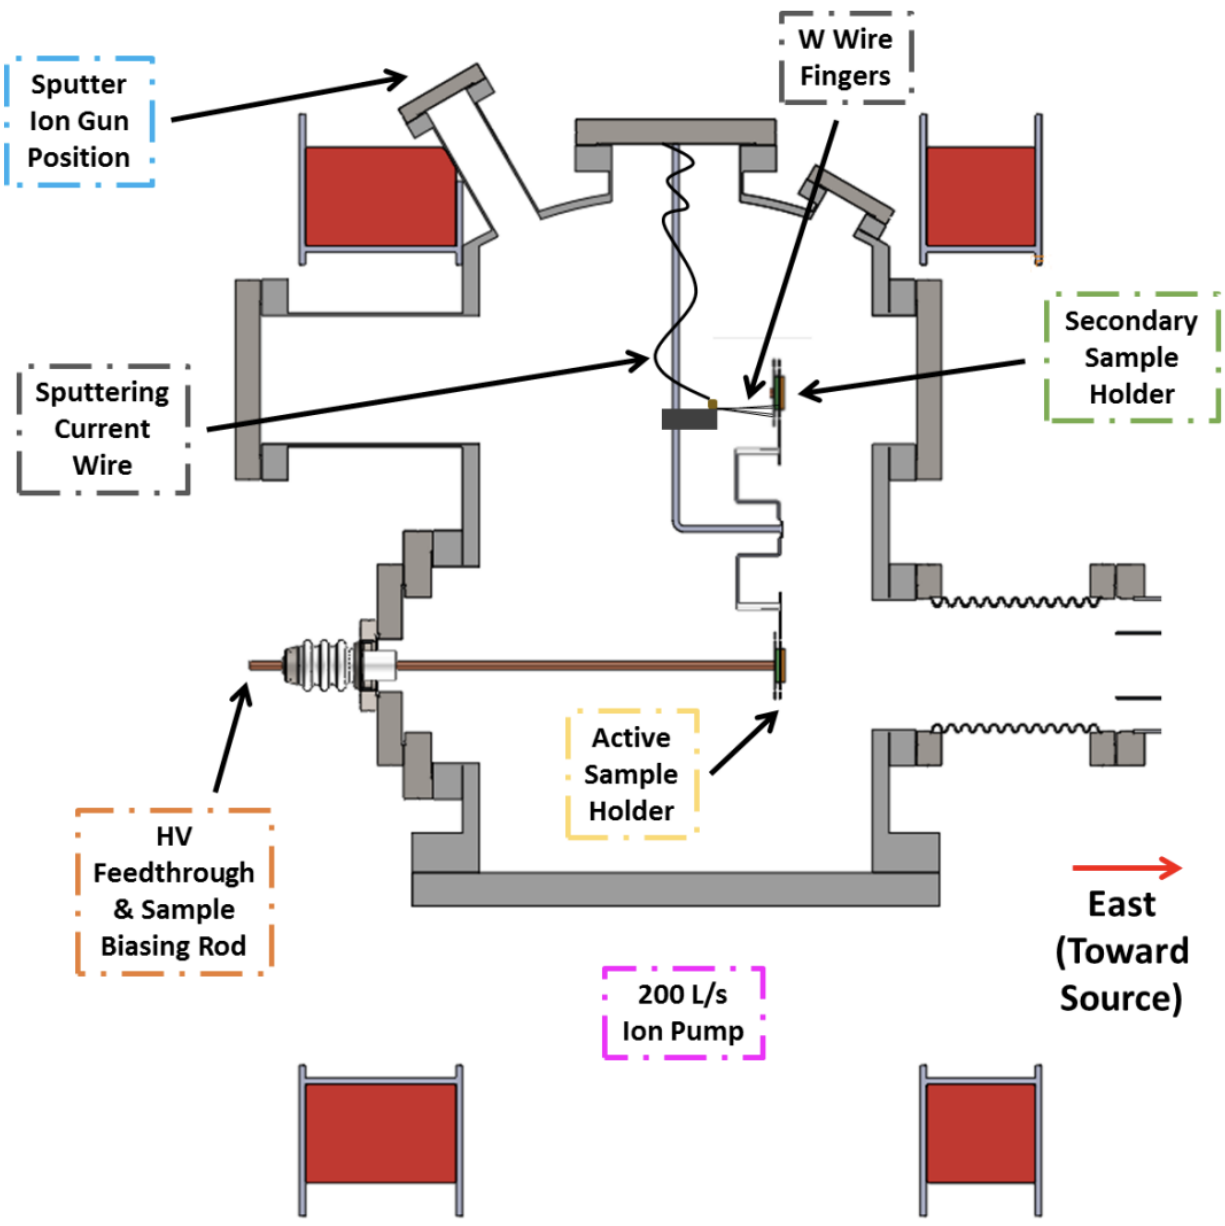 W Wire
Fingers
Sputter
Ion Gun
Position
Secondary
Sample
Holder
Sputtering
Current
Wire
Active
Sample
Holder
HV
Feedthrough
& Sample
Biasing Rod
East
(Toward
Source)
200 L/s
Ion Pump